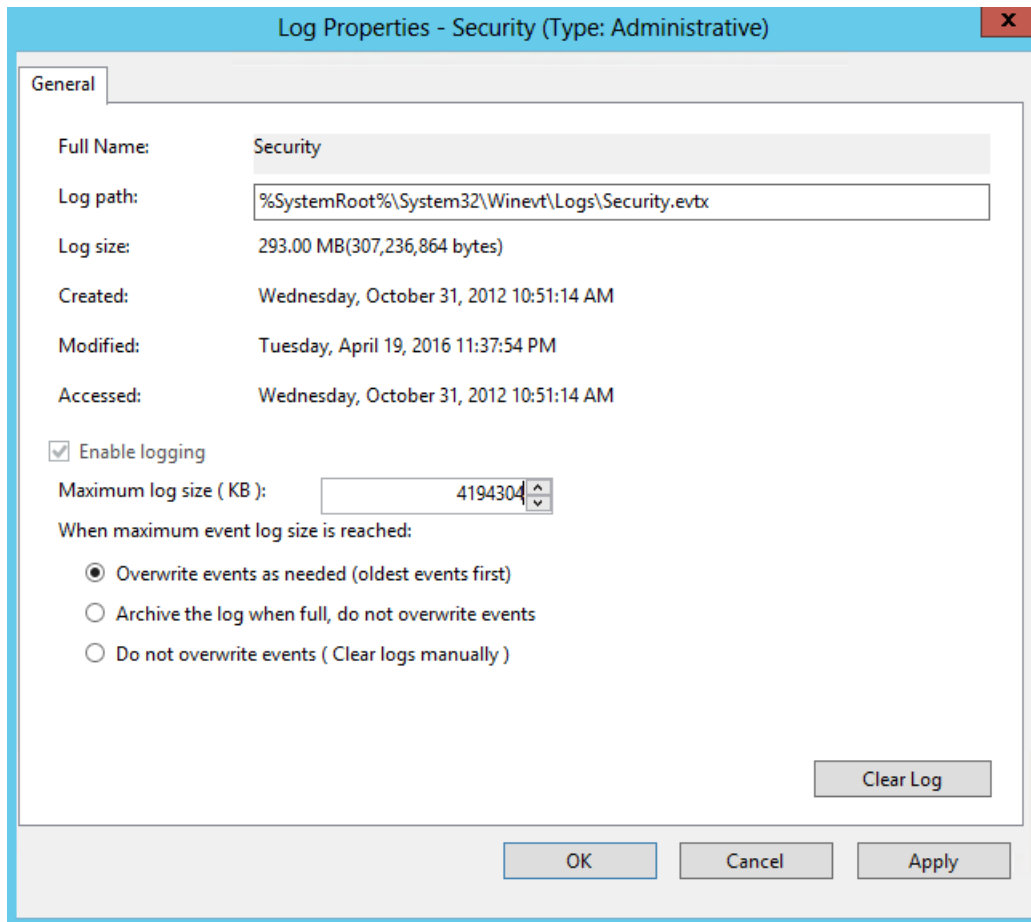 Log Properties - Security (Type: Administrative)
x
General
Full Name: Security
Log path: %SystemRoot%\System32\Winevt\Logs\Security.evtx
Log size: 293.00 MB(307,236,864 bytes)
Created: Wednesday, October 31, 2012 10:51:14 AM
Modified: Tuesday, April 19, 2016 11:37:54 PM
Accessed: Wednesday, October 31, 2012 10:51:14 AM
Enable logging
Maximum log size ( KB ): 4194304
When maximum event log size is reached:
Overwrite events as needed (oldest events first)
Archive the log when full, do not overwrite events
Do not overwrite events ( Clear logs manually )
Clear Log
OK Cancel Apply